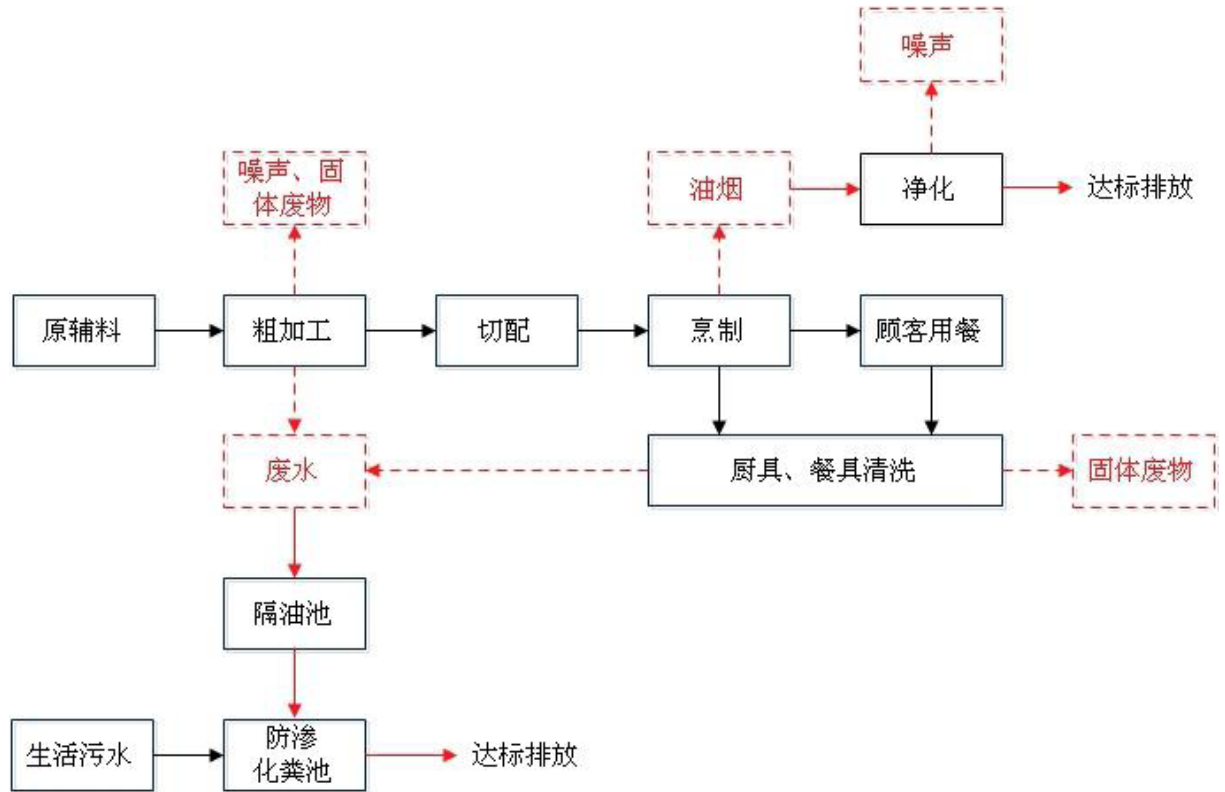 噪声
噪声、固
体废物
油烟
净化
达标排放
原辅料
粗加工
切配
烹制
顾客用餐
废水
厨具、餐具清洗
固体废物
隔油池
生活污水
防渗
化粪池
达标排放